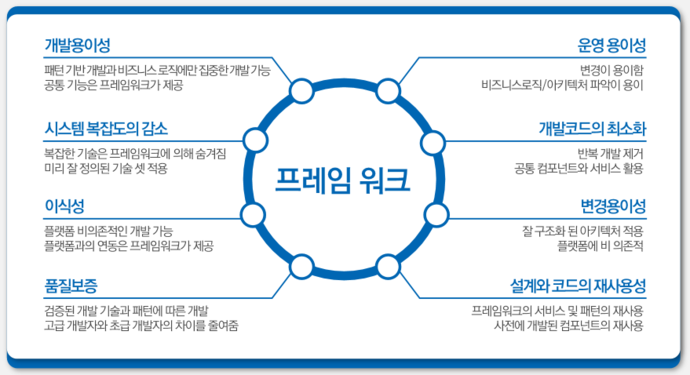 개발용이성
패턴 기반 개발과 비즈니스 로직에만 집중한 개발 가능
공통 기능은 프레임워크가 제공
시스템 복잡도의 감소
복잡한 기술은 프레임워크에 의해 숨겨짐
미리 잘 정의된 기술 셋 적용
이식성
플랫폼 비의존적인 개발 가능
플랫폼과의 연동은 프레임워크가 제공
품질보증
검증된 개발 기술과 패턴에 따른 개발
고급 개발자와 초급 개발자의 차이를 줄여줌
프레임 워크
운영 용이성
변경이 용이함
비즈니스로직/아키텍처 파악이 용이
개발코드의 최소화
반복 개발 제거
공통 컴포넌트와 서비스 활용
변경용이성
잘 구조화 된 아키텍처 적용
플랫폼에 비 의존적
설계와 코드의 재사용성
프레임워크의 서비스 및 패턴의 재사용
사전에 개발된 컴포넌트의 재사용